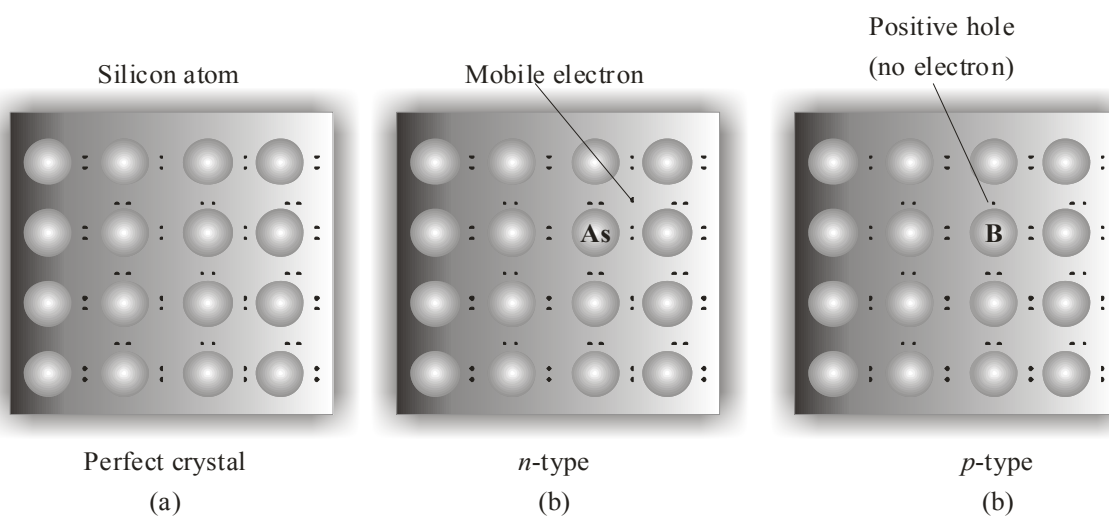 Silicon atom
Mobile electron
Positive hole
(no electron)
As
B
Perfect crystal
n-type
p-type
(a)
(b)
(b)